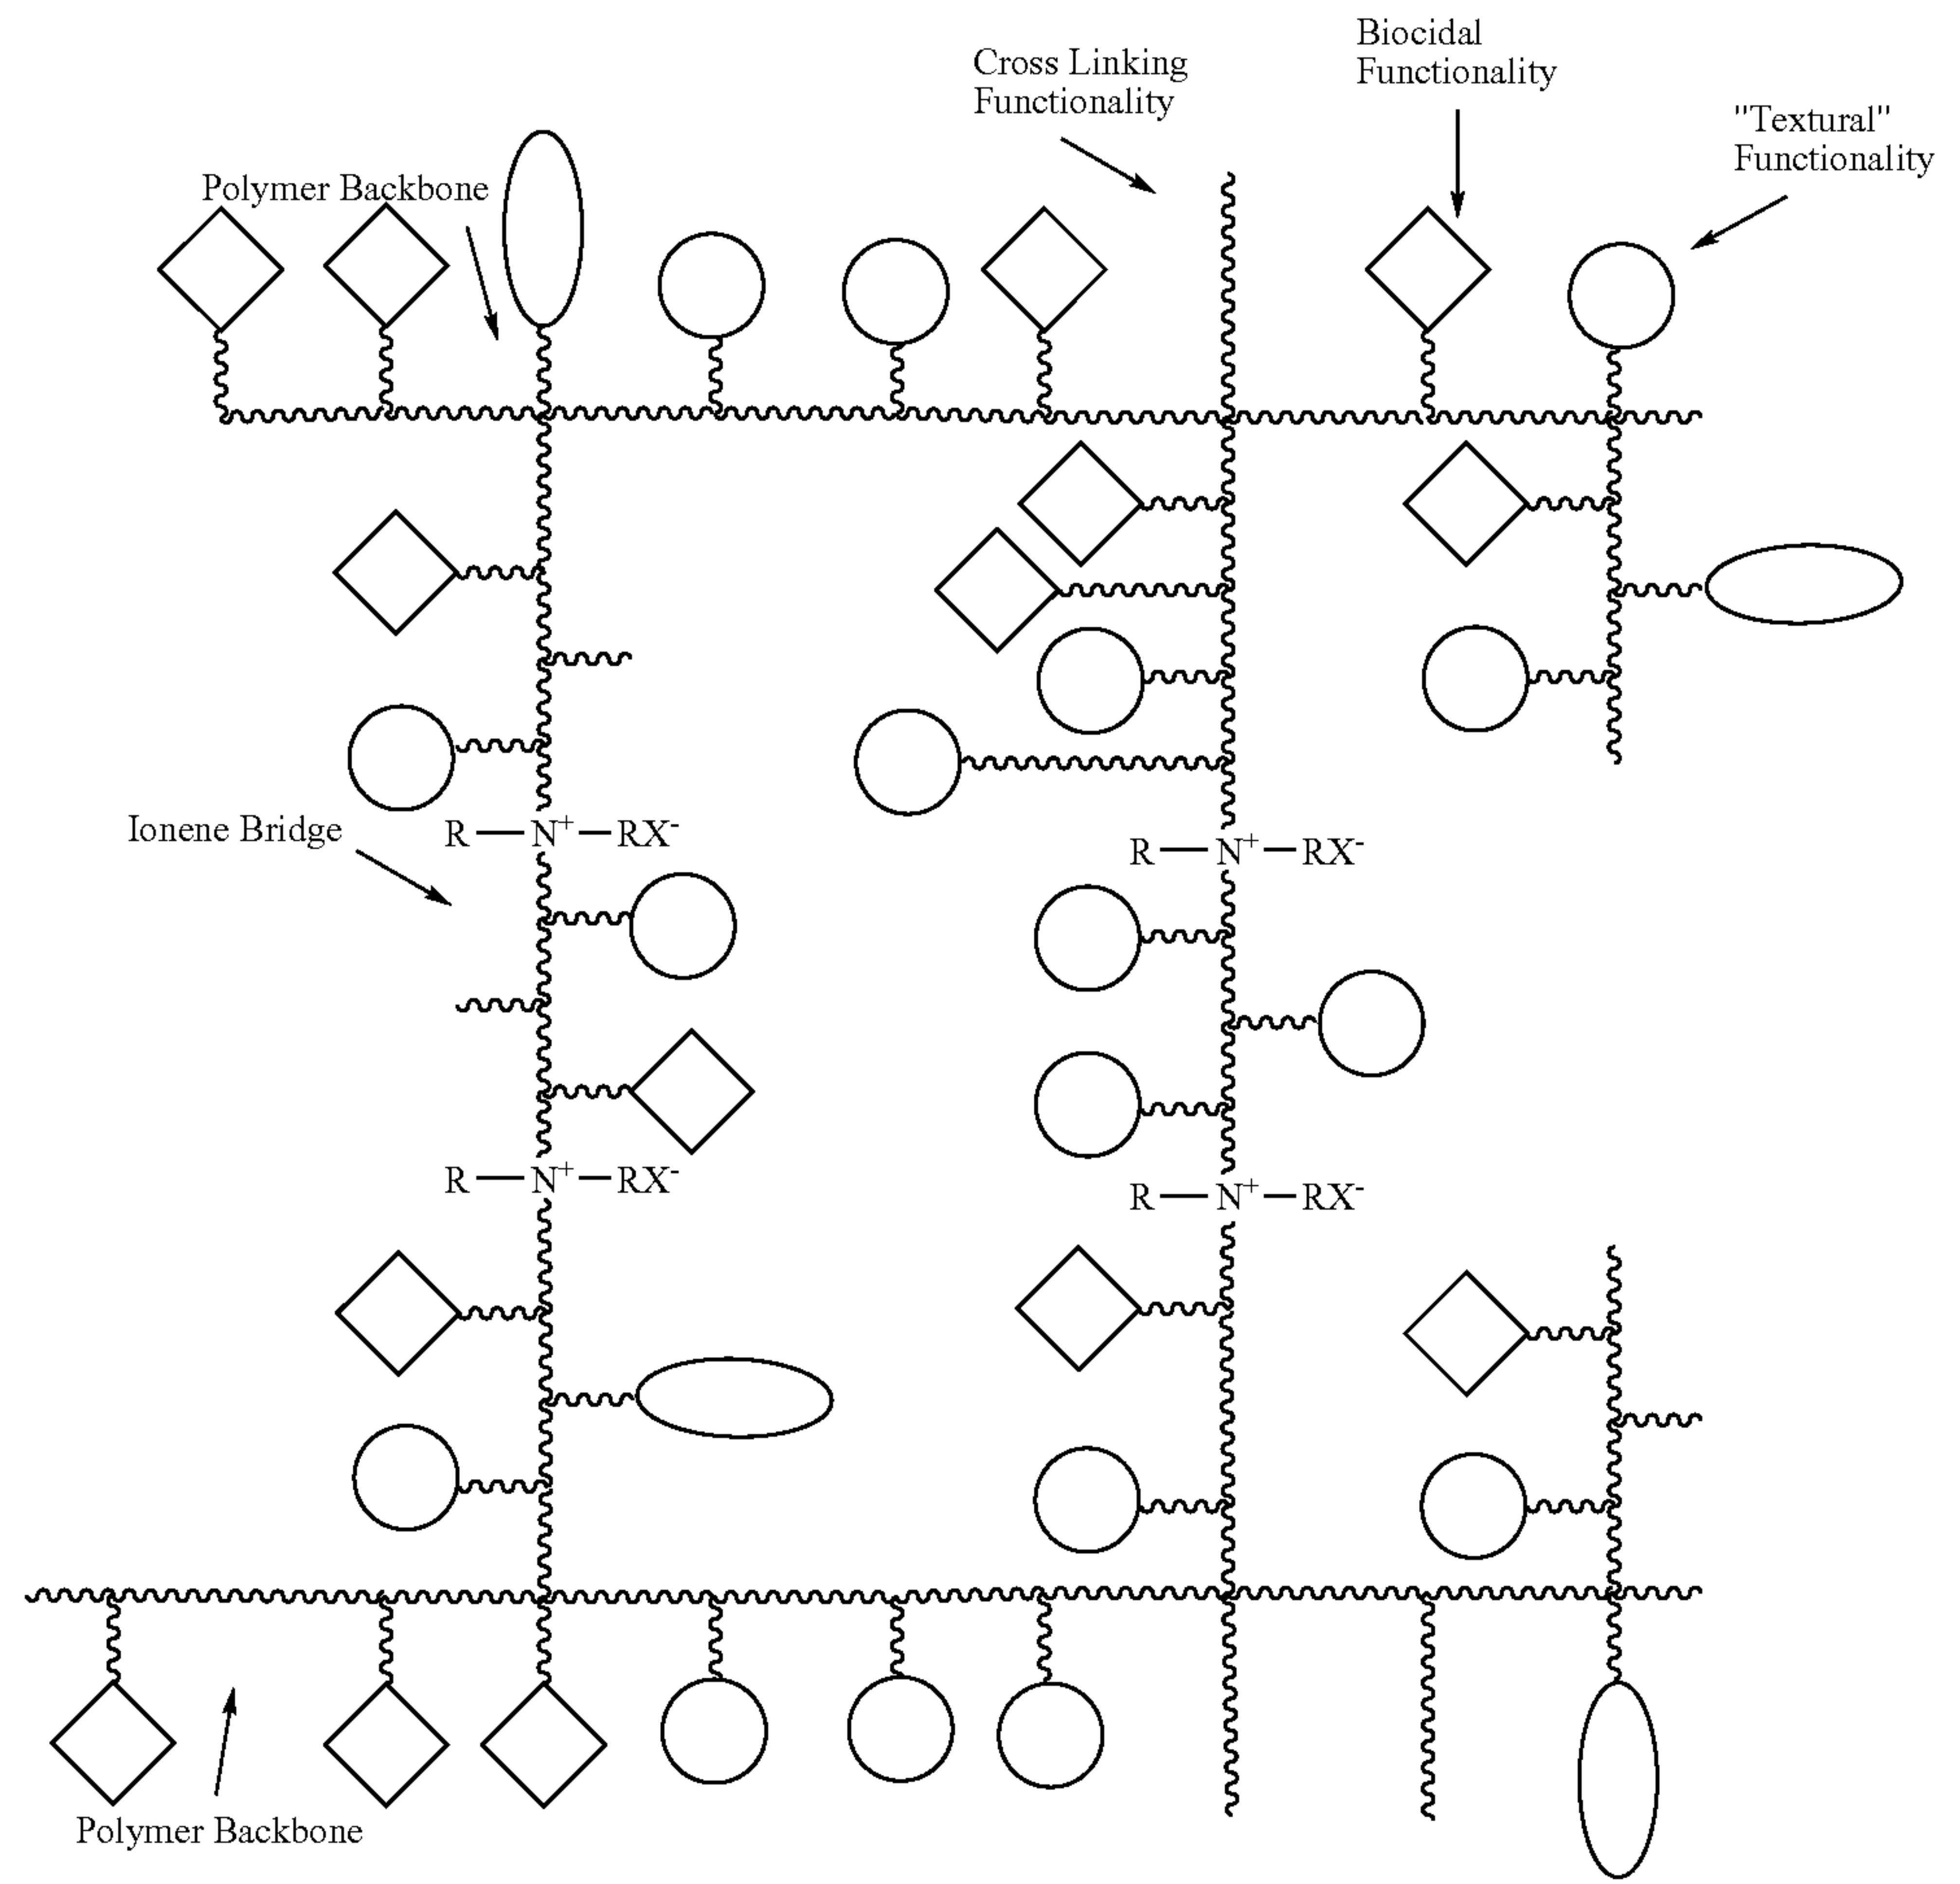 Biocidal
Functionality
Cross Linking
Functionality
"Textural"
Functionality
Polymer Backbone
Ionene Bridge
R—N⁺—RX⁻
R—N⁺—RX⁻
R—N⁺—RX⁻
R—N⁺—RX⁻
Polymer Backbone